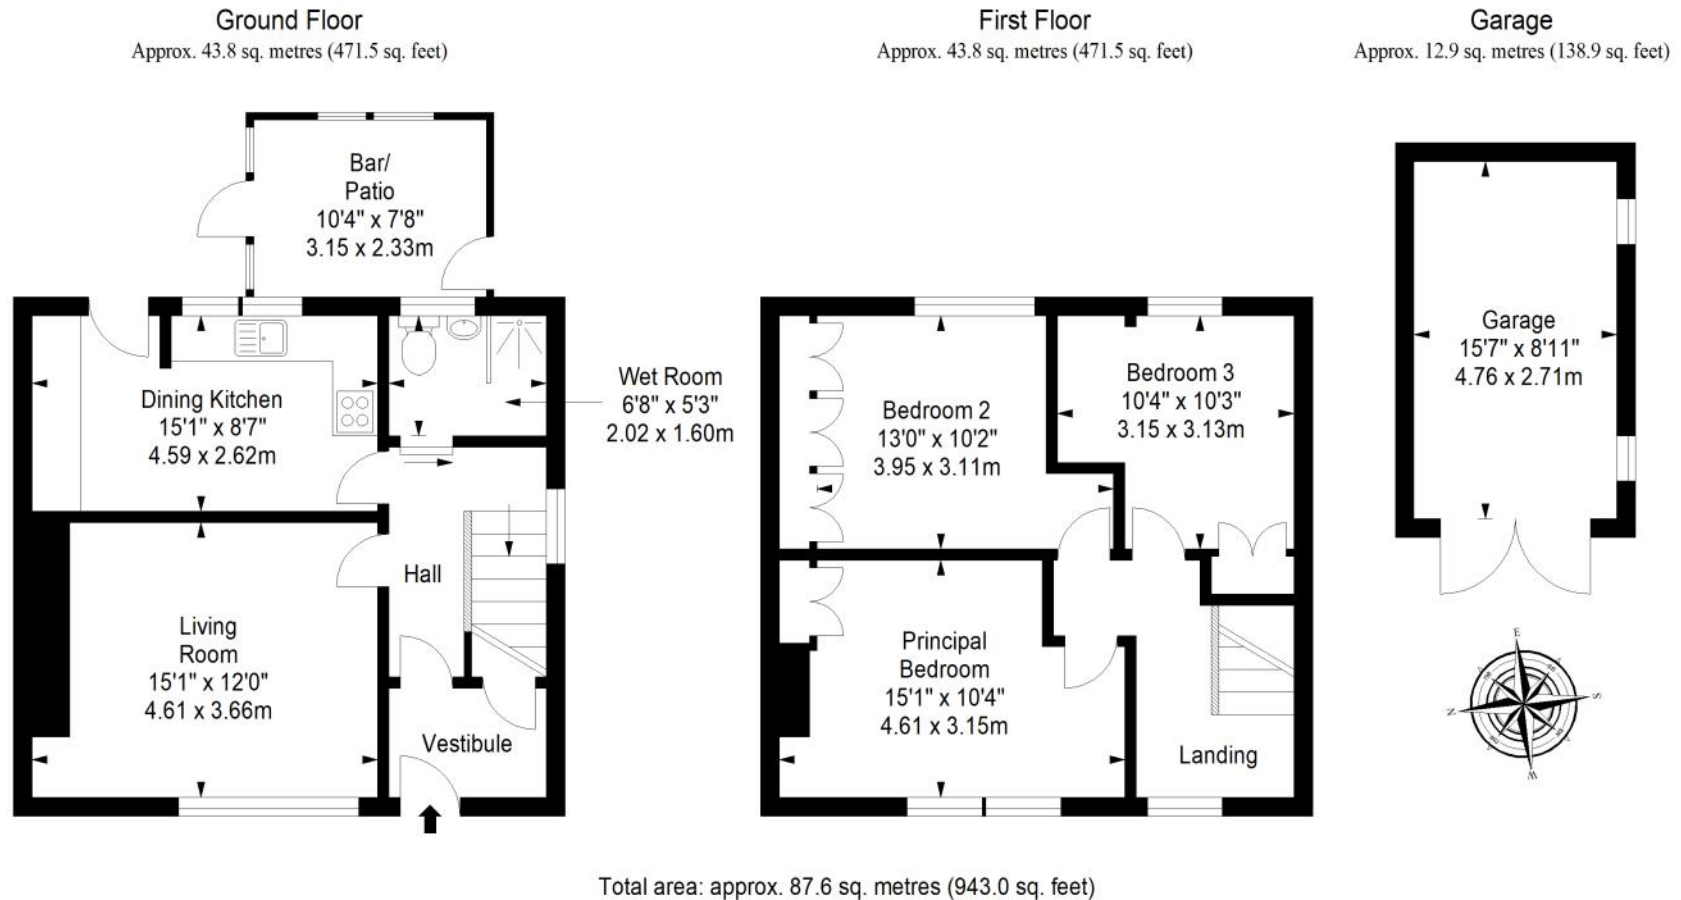 Ground Floor
Approx. 43.8 sq. metres (471.5 sq. feet)
First Floor
Approx. 43.8 sq. metres (471.5 sq. feet)
Garage
Approx. 12.9 sq. metres (138.9 sq. feet)
Bar/
Patio
10'4" x 7'8"
3.15 x 2.33m
Dining Kitchen
15'1" x 8'7"
4.59 x 2.62m
Wet Room
6'8" x 5'3"
2.02 x 1.60m
Hall
Living
Room
15'1" x 12'0"
4.61 x 3.66m
Vestibule
Bedroom 2
13'0" x 10'2"
3.95 x 3.11m
Bedroom 3
10'4" x 10'3"
3.15 x 3.13m
Principal
Bedroom
15'1" x 10'4"
4.61 x 3.15m
Landing
Garage
15'7" x 8'11"
4.76 x 2.71m
E
N
S
W
Total area: approx. 87.6 sq. metres (943.0 sq. feet)